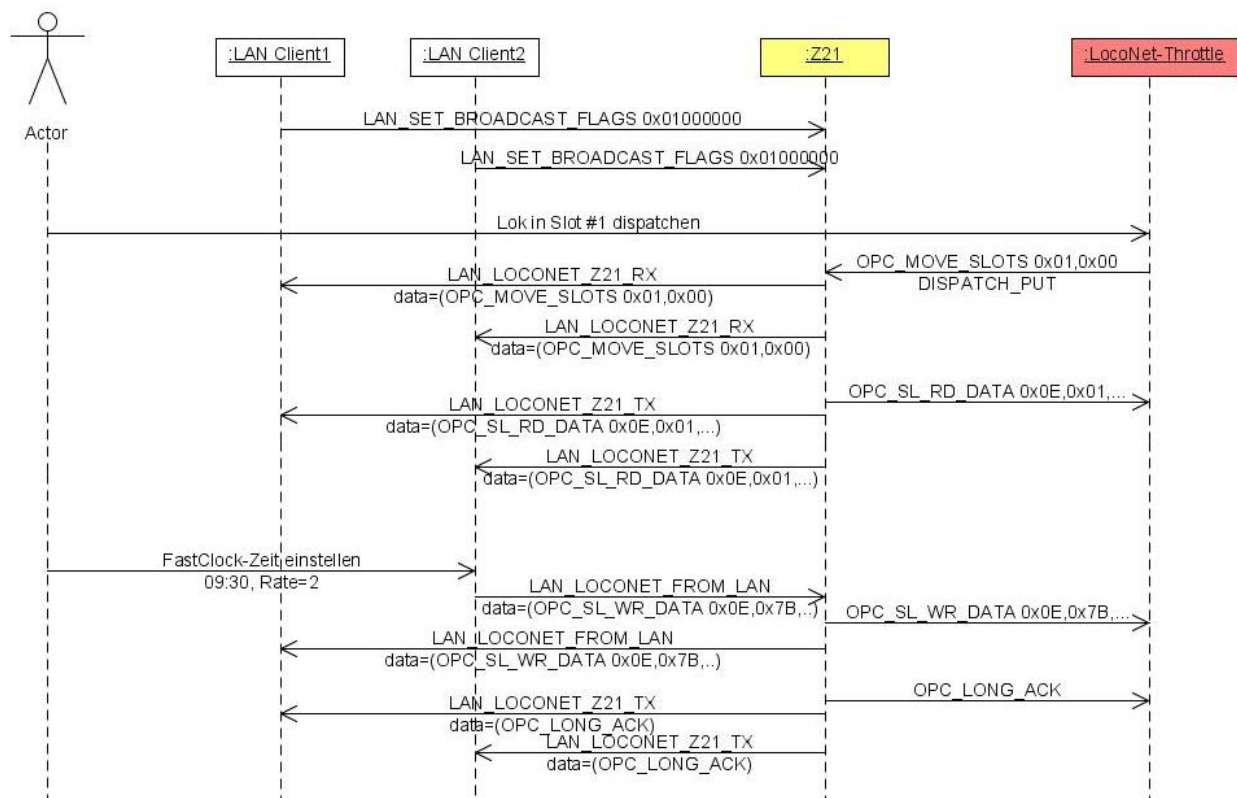 :LAN Client1
:LAN Client2
:Z21
:LocoNet-Throttle
Actor
LAN_SET_BROADCAST_FLAGS 0x01000000
LAN_SET_BROADCAST_FLAGS 0x01000000
Lok in Slot #1 dispatchen
OPC_MOVE_SLOTS 0x01,0x00
DISPATCH_PUT
LAN_LOCONET_Z21_RX
data=(OPC_MOVE_SLOTS 0x01,0x00)
LAN_LOCONET_Z21_RX
data=(OPC_MOVE_SLOTS 0x01,0x00)
OPC_SL_RD_DATA 0x0E,0x01,...
LAN_LOCONET_Z21_TX
data=(OPC_SL_RD_DATA 0x0E,0x01,...)
LAN_LOCONET_Z21_TX
data=(OPC_SL_RD_DATA 0x0E,0x01,...)
FastClock-Zeit einstellen
09:30, Rate=2
LAN_LOCONET_FROM_LAN
data=(OPC_SL_WR_DATA 0x0E,0x7B,..)
OPC_SL_WR_DATA 0x0E,0x7B,...
LAN_LOCONET_FROM_LAN
data=(OPC_SL_WR_DATA 0x0E,0x7B,..)
OPC_LONG_ACK
LAN_LOCONET_Z21_TX
data=(OPC_LONG_ACK)
LAN_LOCONET_Z21_TX
data=(OPC_LONG_ACK)